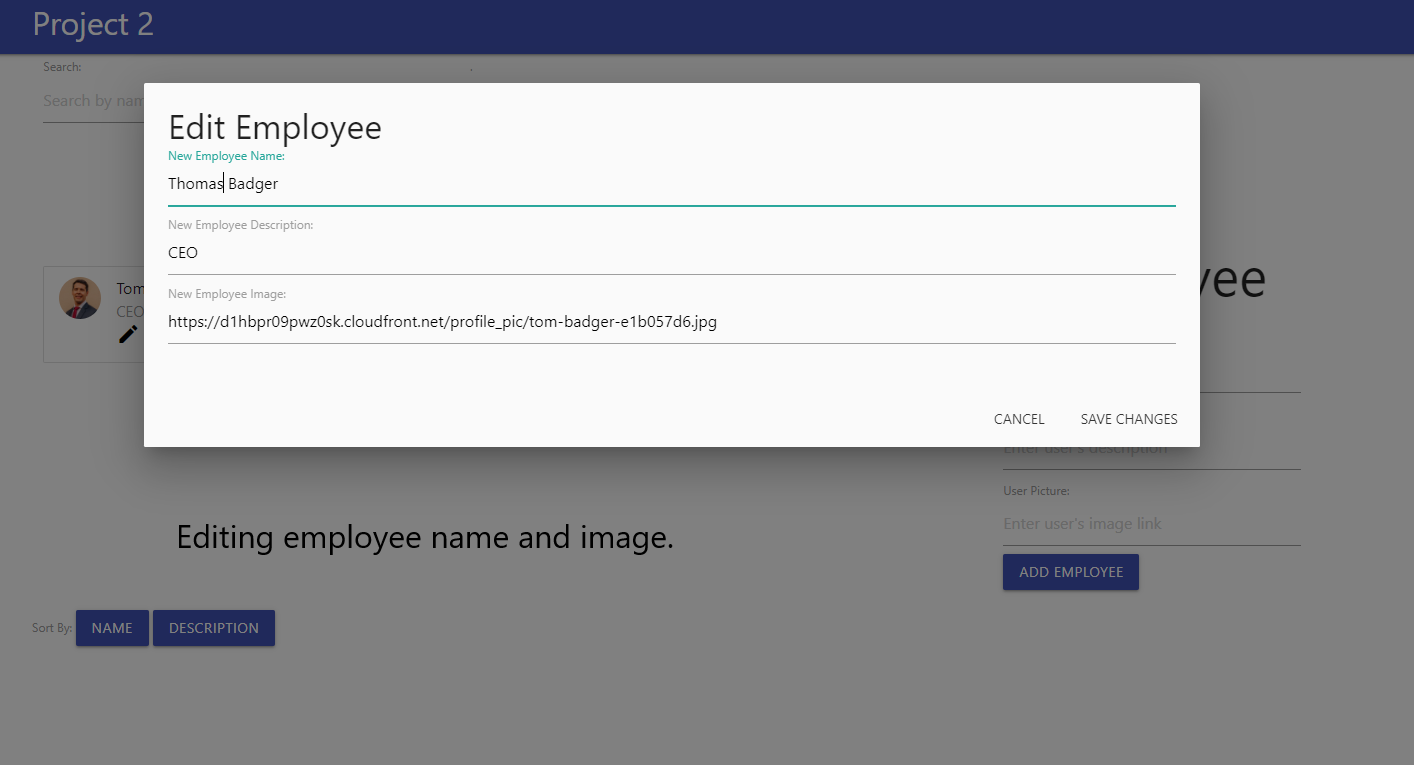 Project 2
Search:
Search by nam
Edit Employee
New Employee Name:
Thomas Badger
New Employee Description:
CEO
New Employee Image:
https://d1hbpr09pwz0sk.cloudfront.net/profile_pic/tom-badger-e1b057d6.jpg
CANCEL SAVE CHANGES
Tom
CEO
yee
Enter user's description
User Picture:
Enter user's image link
ADD EMPLOYEE
Editing employee name and image.
Sort By: NAME DESCRIPTION